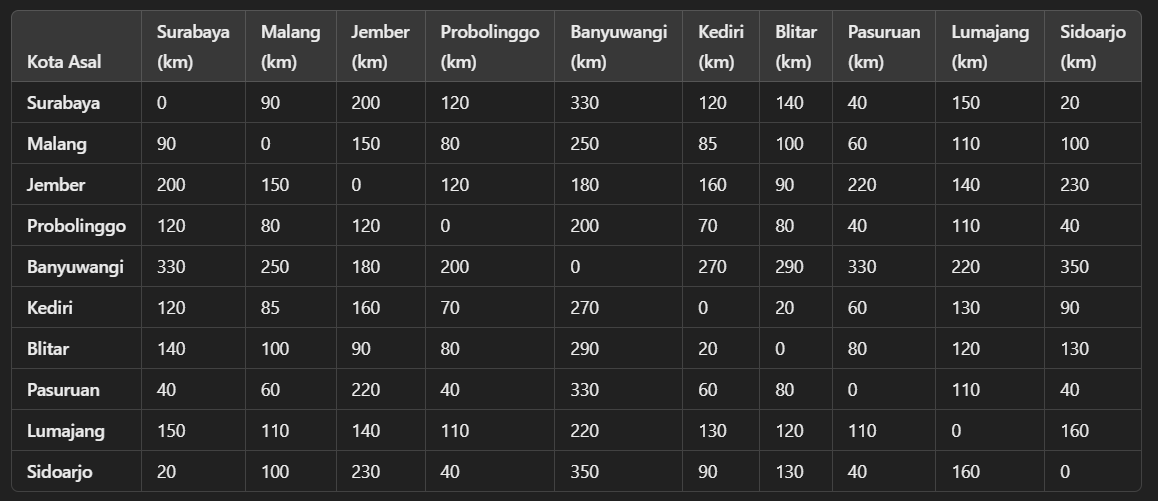 Kota Asal Surabaya (km) Malang (km) Jember (km) Probolinggo (km) Banyuwangi (km) Kediri (km) Blitar (km) Pasuruan (km) Lumajang (km) Sidoarjo (km)
Surabaya 0 90 200 120 330 120 140 40 150 20
Malang 90 0 150 80 250 85 100 60 110 100
Jember 200 150 0 120 180 160 90 220 140 230
Probolinggo 120 80 120 0 200 70 80 40 110 40
Banyuwangi 330 250 180 200 0 270 290 330 220 350
Kediri 120 85 160 70 270 0 20 60 130 90
Blitar 140 100 90 80 290 20 0 80 120 130
Pasuruan 40 60 220 40 330 60 80 0 110 40
Lumajang 150 110 140 110 220 130 120 110 0 160
Sidoarjo 20 100 230 40 350 90 130 40 160 0